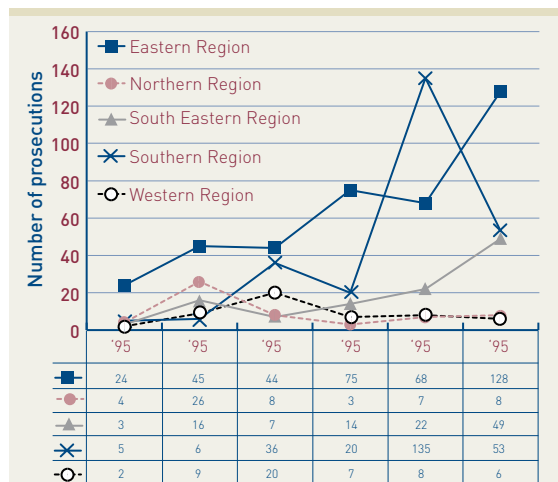 160
140
120
100
80
60
40
20
0
Number of prosecutions
Eastern Region
Northern Region
South Eastern Region
Southern Region
Western Region
'95 '95 '95 '95 '95 '95
24 45 44 75 68 128
4 26 8 3 7 8
3 16 7 14 22 49
5 6 36 20 135 53
2 9 20 7 8 6